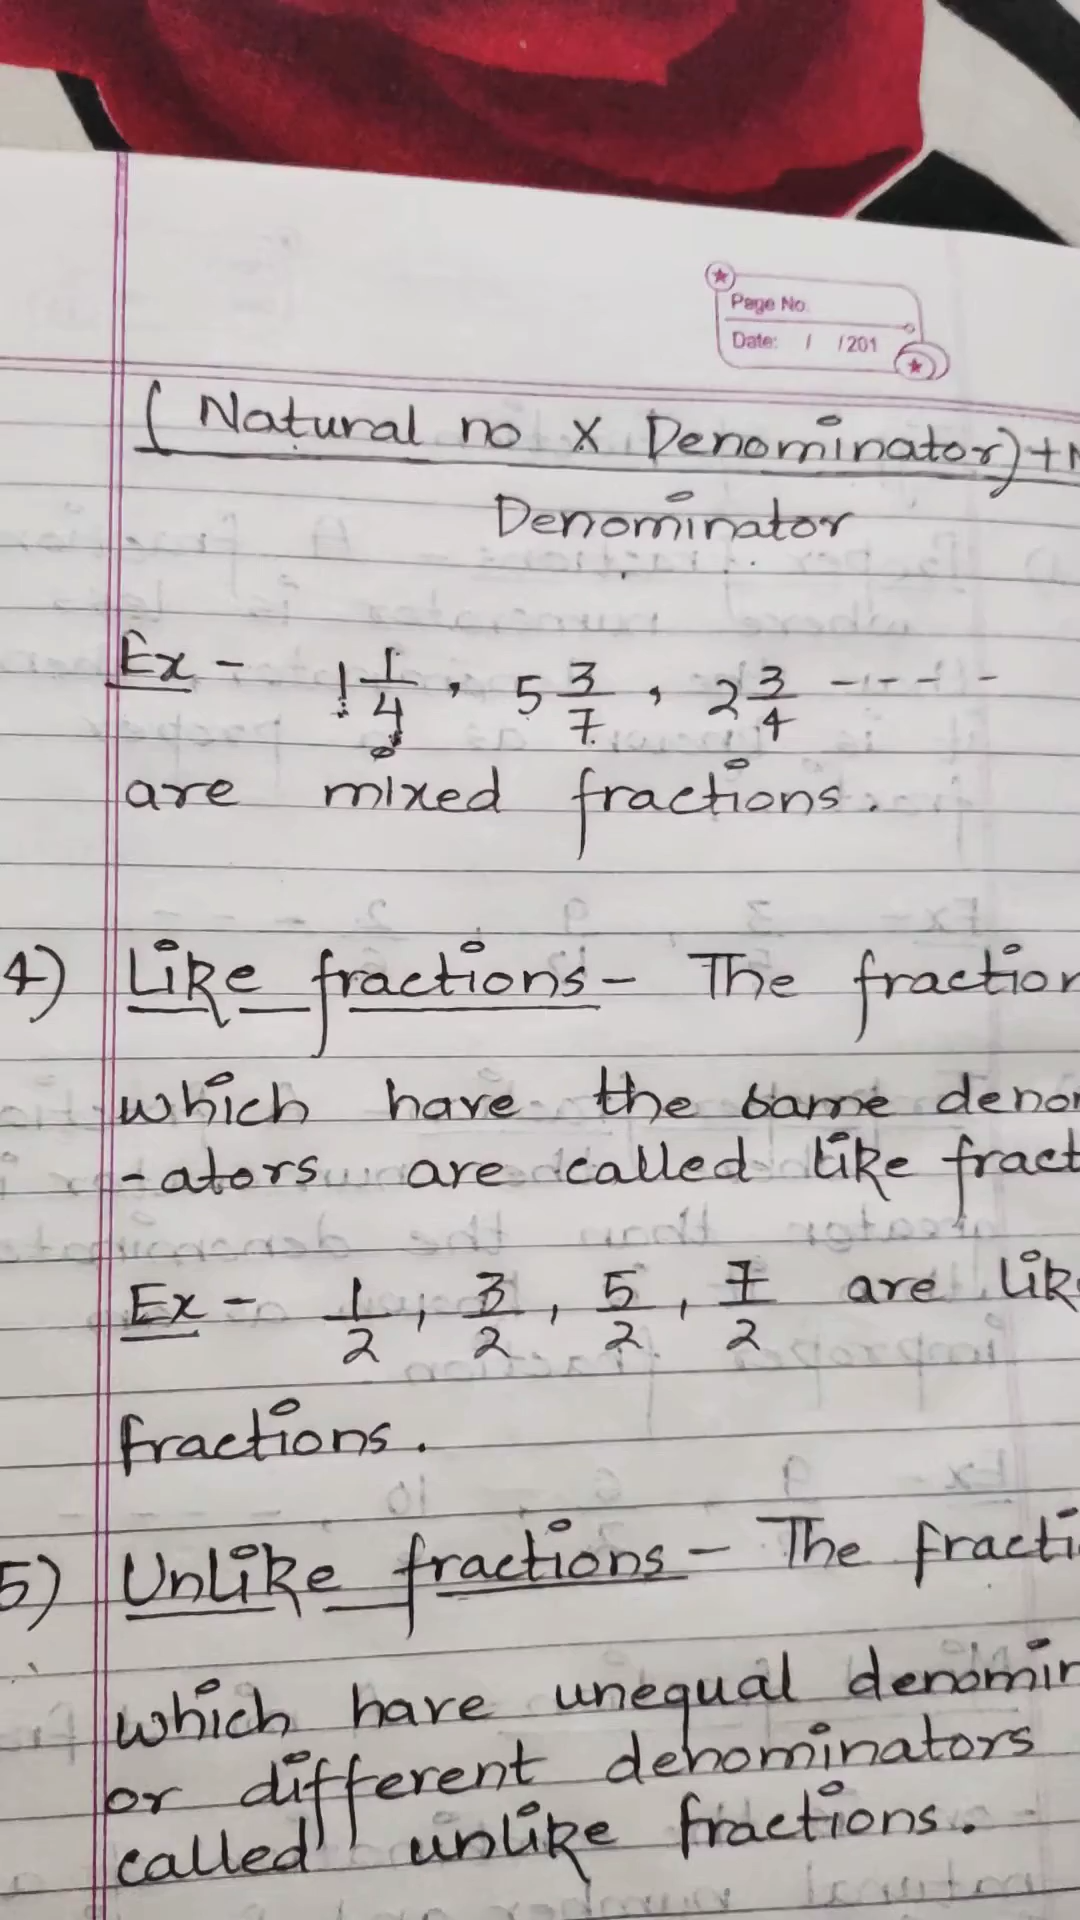 Page No.
Date: / /201
(Natural no X Denominator)+
Denominator
Ex - 1 1/4, 5 3/7, 2 3/4 -----
are mixed fractions.
4) Like fractions - The fraction
which have the same denom
-ators are called like fract
Ex - 1/2, 3/2, 5/2, 7/2 are lik
fractions.
5) Unlike fractions - The fracti
which have unequal denomin
or different denominators
called unlike fractions.